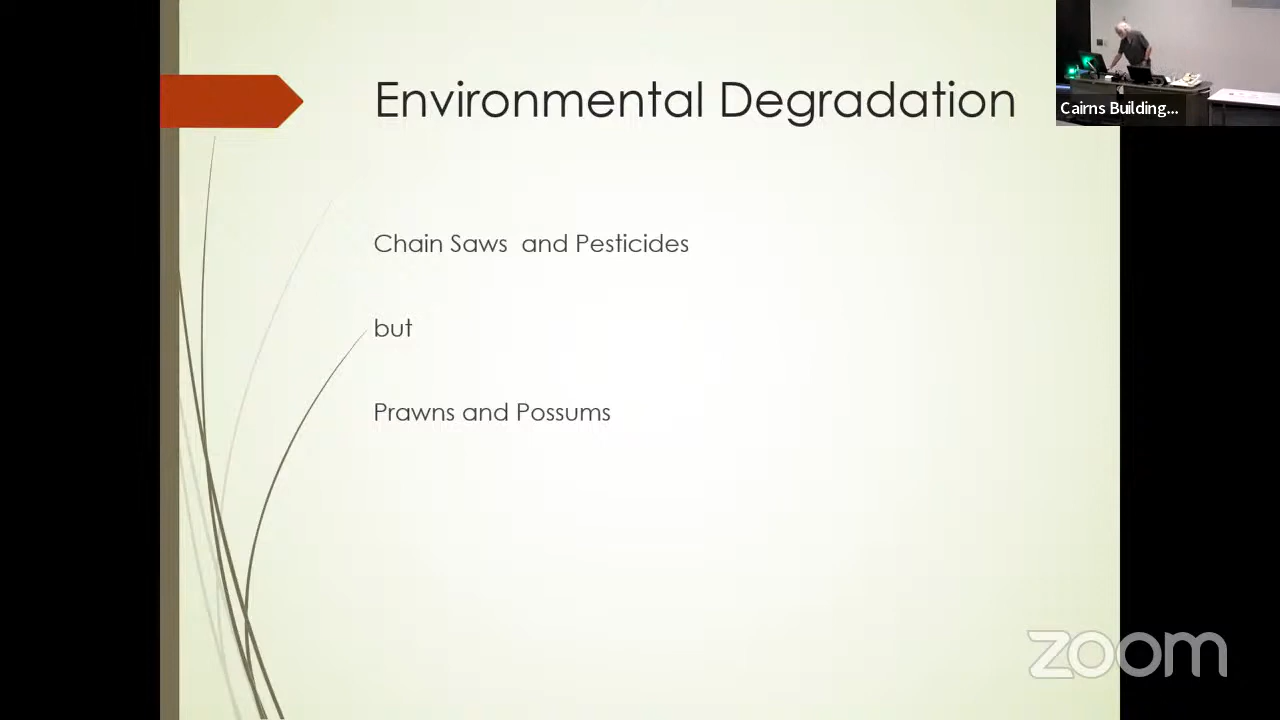 Environmental Degradation
Cairns Building...
Chain Saws  and Pesticides
but
Prawns and Possums
zoom